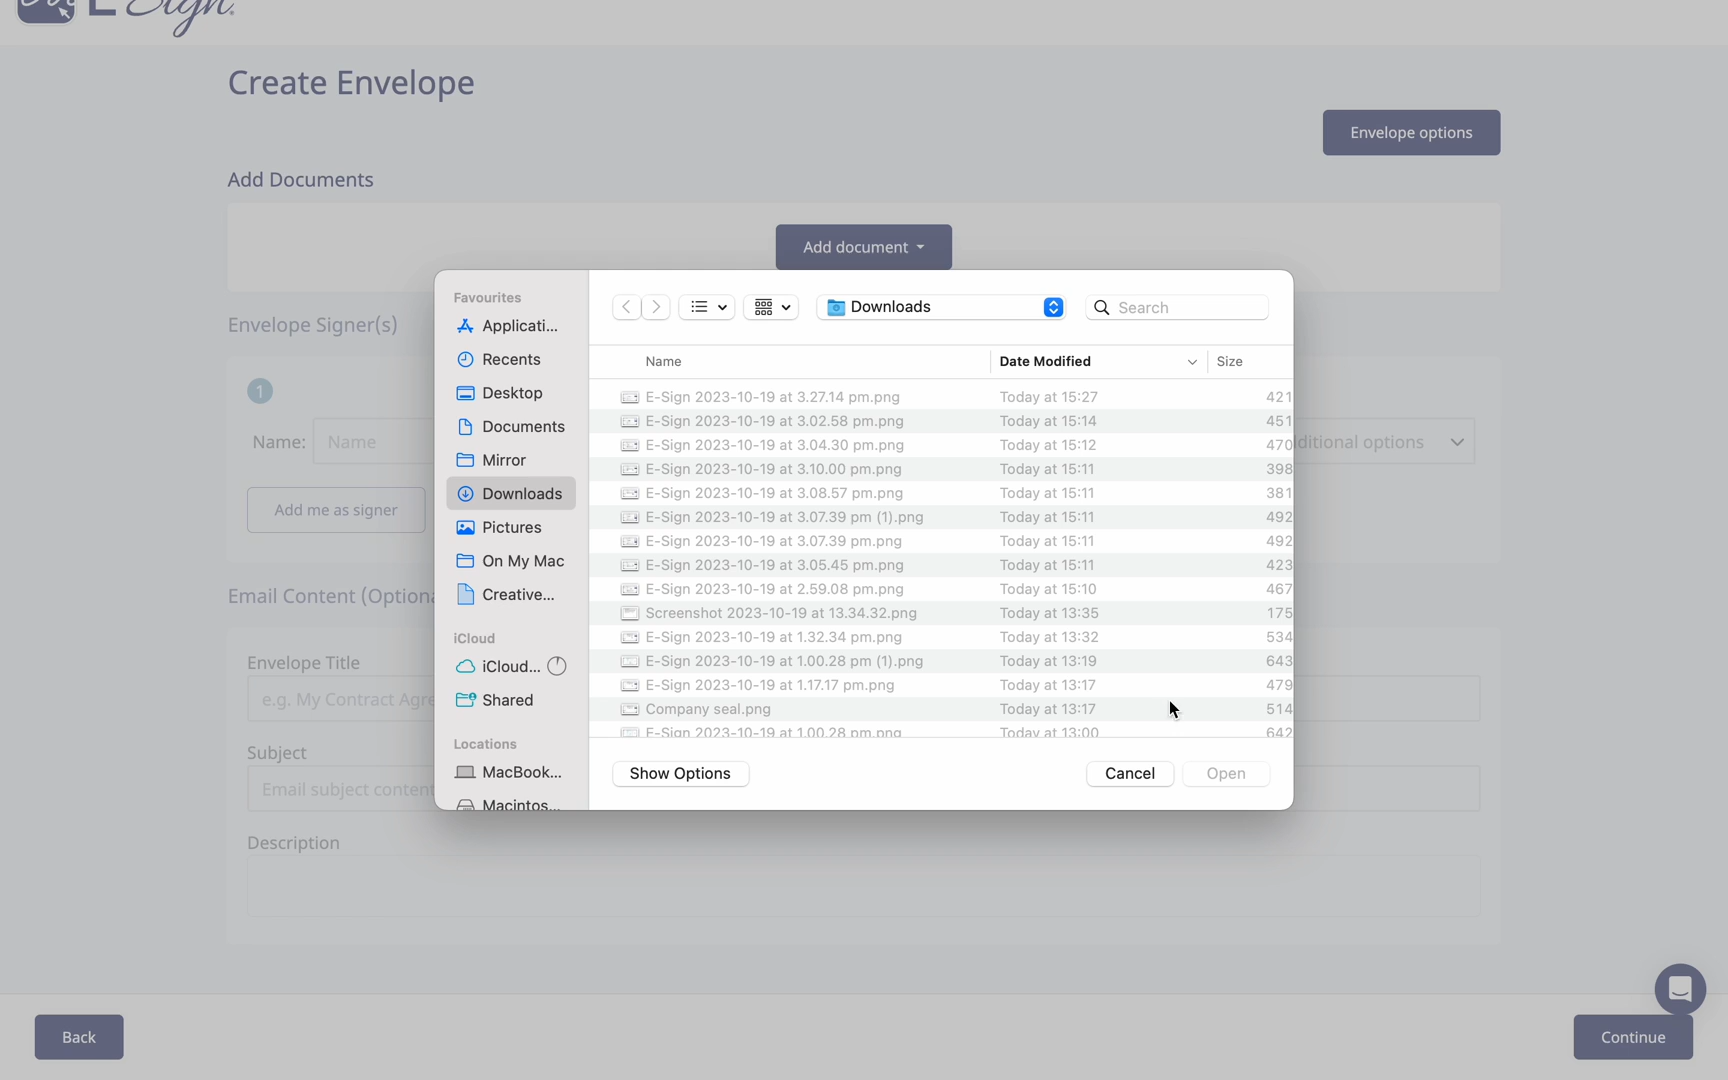 E Sign
Create Envelope
Envelope options
Add Documents
Add document
Envelope Signer(s)
1
Name: Name
ditional options
Add me as signer
Email Content (Optiona
Envelope Title
e.g. My Contract Agre
Subject
Email subject content
Description
Back
Continue
Favourites
Applicati...
Recents
Desktop
Documents
Mirror
Downloads
Pictures
On My Mac
Creative...
iCloud
iCloud...
Shared
Locations
MacBook...
Macintos...
Downloads
Search
Name Date Modified Size
E-Sign 2023-10-19 at 3.27.14 pm.png Today at 15:27 421
E-Sign 2023-10-19 at 3.02.58 pm.png Today at 15:14 451
E-Sign 2023-10-19 at 3.04.30 pm.png Today at 15:12 470
E-Sign 2023-10-19 at 3.10.00 pm.png Today at 15:11 398
E-Sign 2023-10-19 at 3.08.57 pm.png Today at 15:11 381
E-Sign 2023-10-19 at 3.07.39 pm (1).png Today at 15:11 492
E-Sign 2023-10-19 at 3.07.39 pm.png Today at 15:11 492
E-Sign 2023-10-19 at 3.05.45 pm.png Today at 15:11 423
E-Sign 2023-10-19 at 2.59.08 pm.png Today at 15:10 467
Screenshot 2023-10-19 at 13.34.32.png Today at 13:35 175
E-Sign 2023-10-19 at 1.32.34 pm.png Today at 13:32 534
E-Sign 2023-10-19 at 1.00.28 pm (1).png Today at 13:19 643
E-Sign 2023-10-19 at 1.17.17 pm.png Today at 13:17 479
Company seal.png Today at 13:17 514
E-Sign 2023-10-19 at 1.00.28 pm.png Today at 13:00 642
Show Options
Cancel
Open